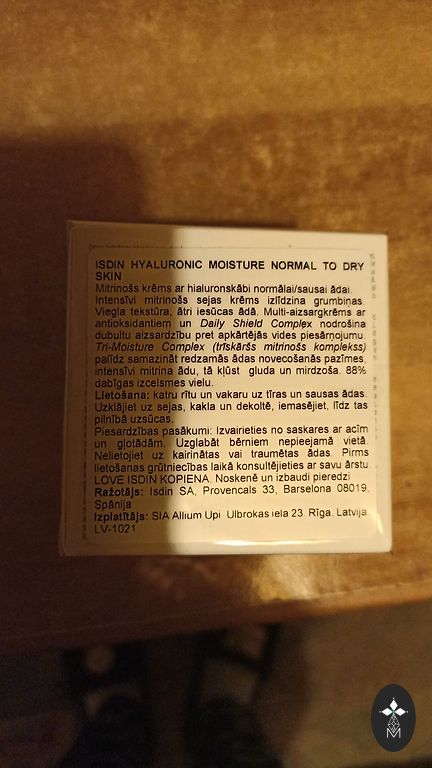 ISDIN HYALURONIC MOISTURE NORMAL TO DRY
SKIN
Mitrinošs krēms ar hialuronskābi normālai/sausai ādai.
Intensīvi mitrinošs sejas krēms izlīdzina grumbiņas.
Viegla tekstūra, ātri iesūcas ādā. Multi-aizsargkrēms ar
antioksidantiem un Daily Shield Complex nodrošina
dubultu aizsardzību pret apkārtējās vides piesārņojumu.
Tri-Moisture Complex (trīskāršs mitrinošs komplekss)
palīdz samazināt redzamās ādas novecošanās pazīmes,
intensīvi mitrina ādu, tā kļūst gluda un mirdzoša. 88%
dabīgas izcelsmes vielu.
Lietošana: katru rītu un vakaru uz tīras un sausas ādas.
Uzklājiet uz sejas, kakla un dekoltē, iemasējiet, līdz tas
pilnībā uzsūcas.
Piesardzības pasākumi: Izvairieties no saskares ar acīm
un gļotādām. Uzglabāt bērniem nepieejamā vietā.
Nelietojiet uz kairinātas vai traumētas ādas. Pirms
lietošanas grūtniecības laikā konsultējieties ar savu ārstu.
LOVE ISDIN KOPIENA. Noskenē un izbaudi pieredzi
Ražotājs: Isdin SA, Provencals 33, Barselona 08019,
Spānija
Izplatītājs: SIA Allium Upi Ulbrokas iela 23, Rīga, Latvija,
LV-1021
M